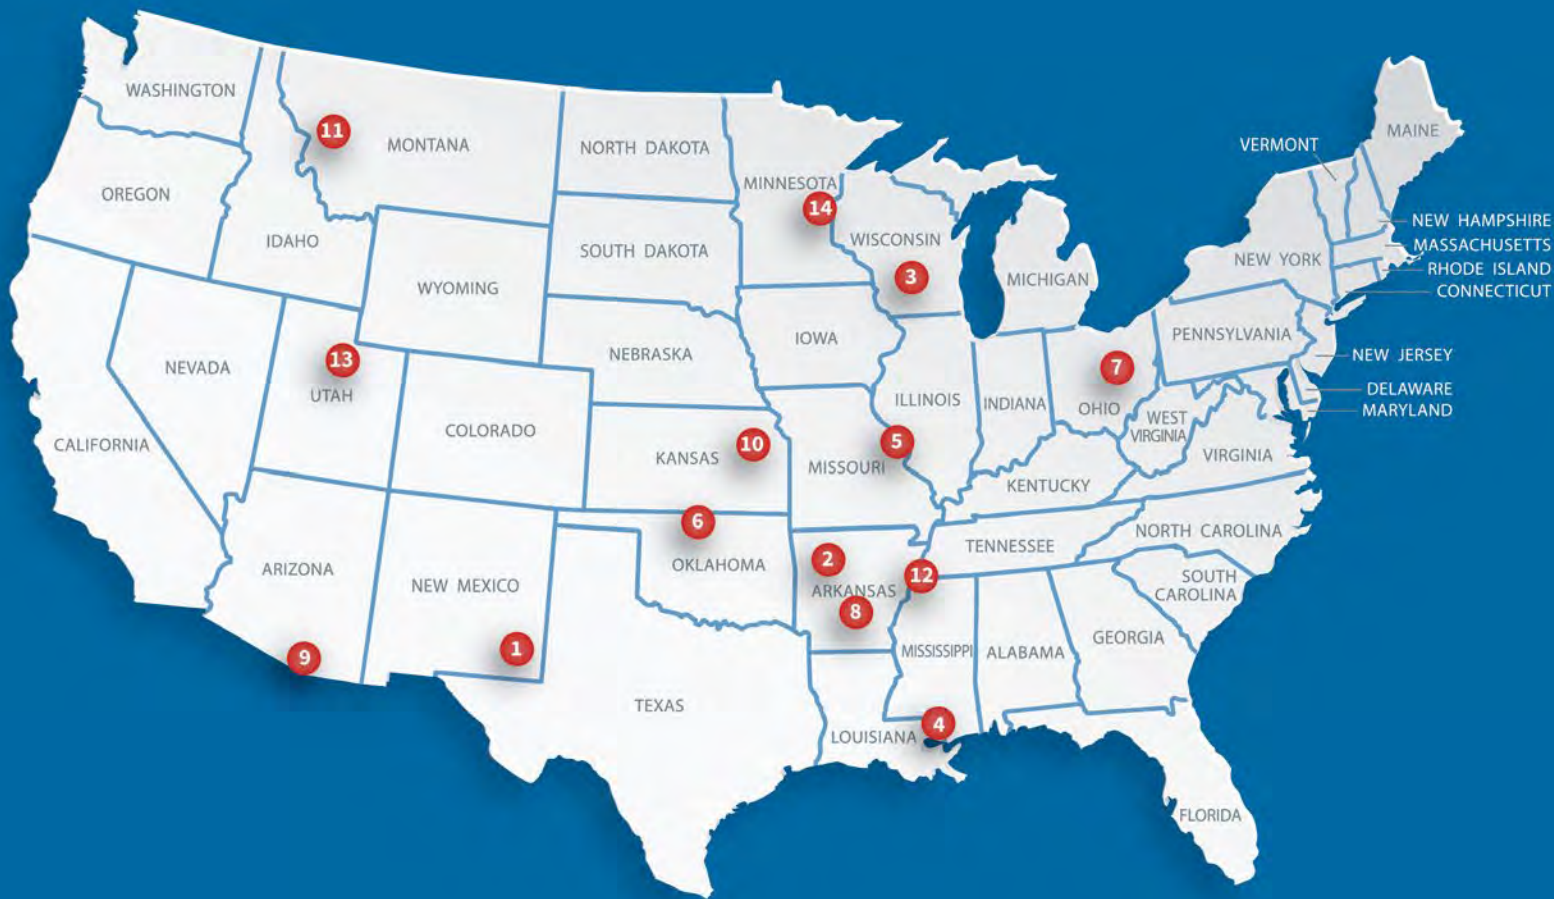 WASHINGTON
11
MONTANA
NORTH DAKOTA
MINNESOTA
14
VERMONT
MAINE
OREGON
IDAHO
SOUTH DAKOTA
WISCONSIN
3
MICHIGAN
NEW YORK
NEW HAMPSHIRE
MASSACHUSETTS
RHODE ISLAND
CONNECTICUT
WYOMING
NEBRASKA
IOWA
PENNSYLVANIA
NEW JERSEY
DELAWARE
MARYLAND
NEVADA
13
UTAH
ILLINOIS
INDIANA
7
OHIO
WEST
VIRGINIA
VIRGINIA
CALIFORNIA
COLORADO
KANSAS
10
MISSOURI
5
KENTUCKY
6
OKLAHOMA
2
ARKANSAS
8
12
TENNESSEE
NORTH CAROLINA
SOUTH
CAROLINA
ARIZONA
9
NEW MEXICO
1
TEXAS
MISSISSIPPI
ALABAMA
GEORGIA
LOUISIANA
4
FLORIDA